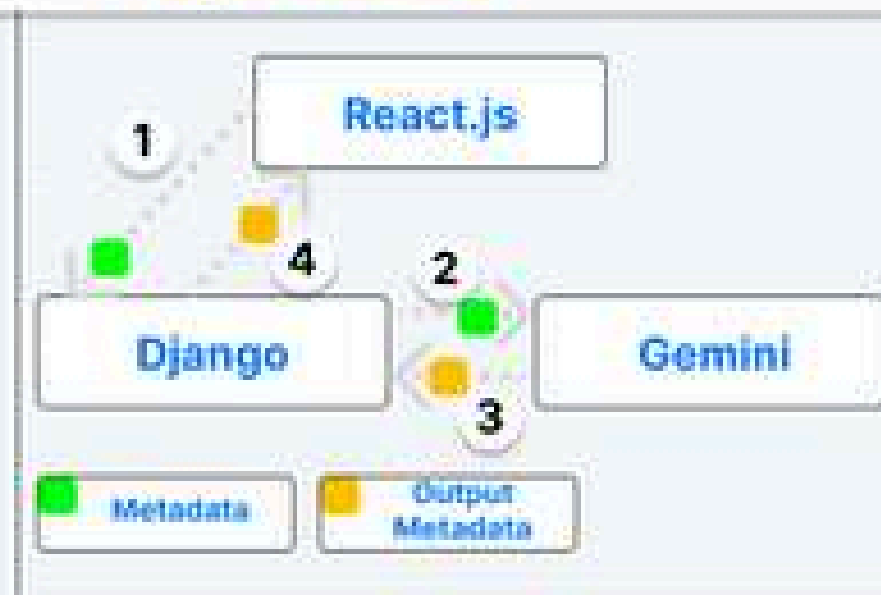 React.js
1
4
2
Django
Gemini
3
Metadata
Output
Metadata